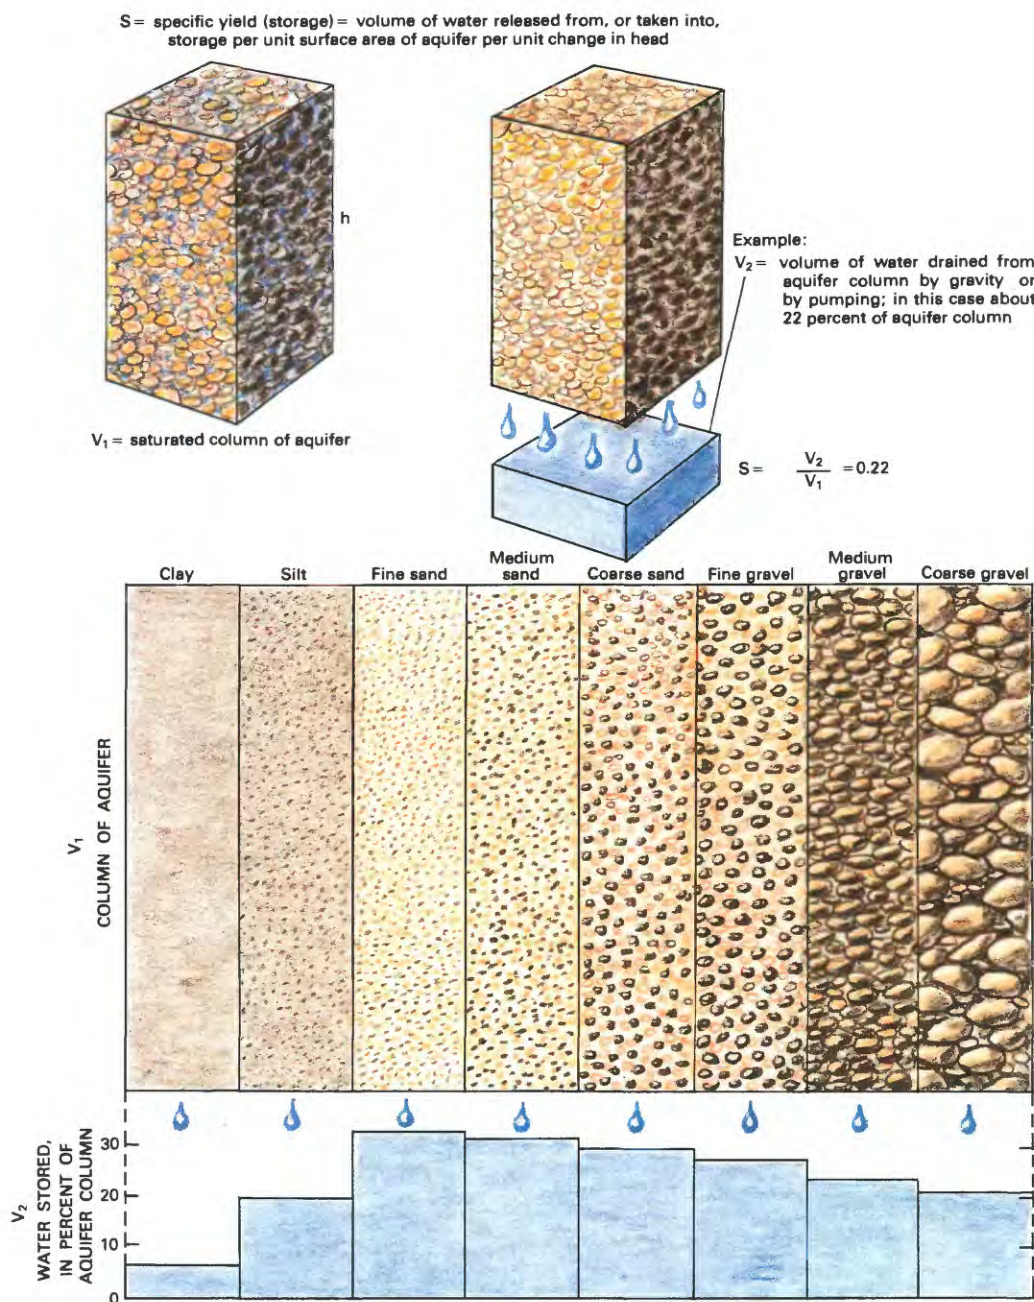 S= specific yield (storage)= volume of water released from, or taken into,
storage per unit surface area of aquifer per unit change in head
h
V₁= saturated column of aquifer
Example:
V₂= volume of water drained from
aquifer column by gravity or
by pumping; in this case about
22 percent of aquifer column
S= V₂/V₁ =0.22
Clay
Silt
Fine sand
Medium
sand
Coarse sand
Fine gravel
Medium
gravel
Coarse gravel
V₁
COLUMN OF AQUIFER
V₂
WATER STORED,
IN PERCENT OF
AQUIFER COLUMN
30
20
10
0